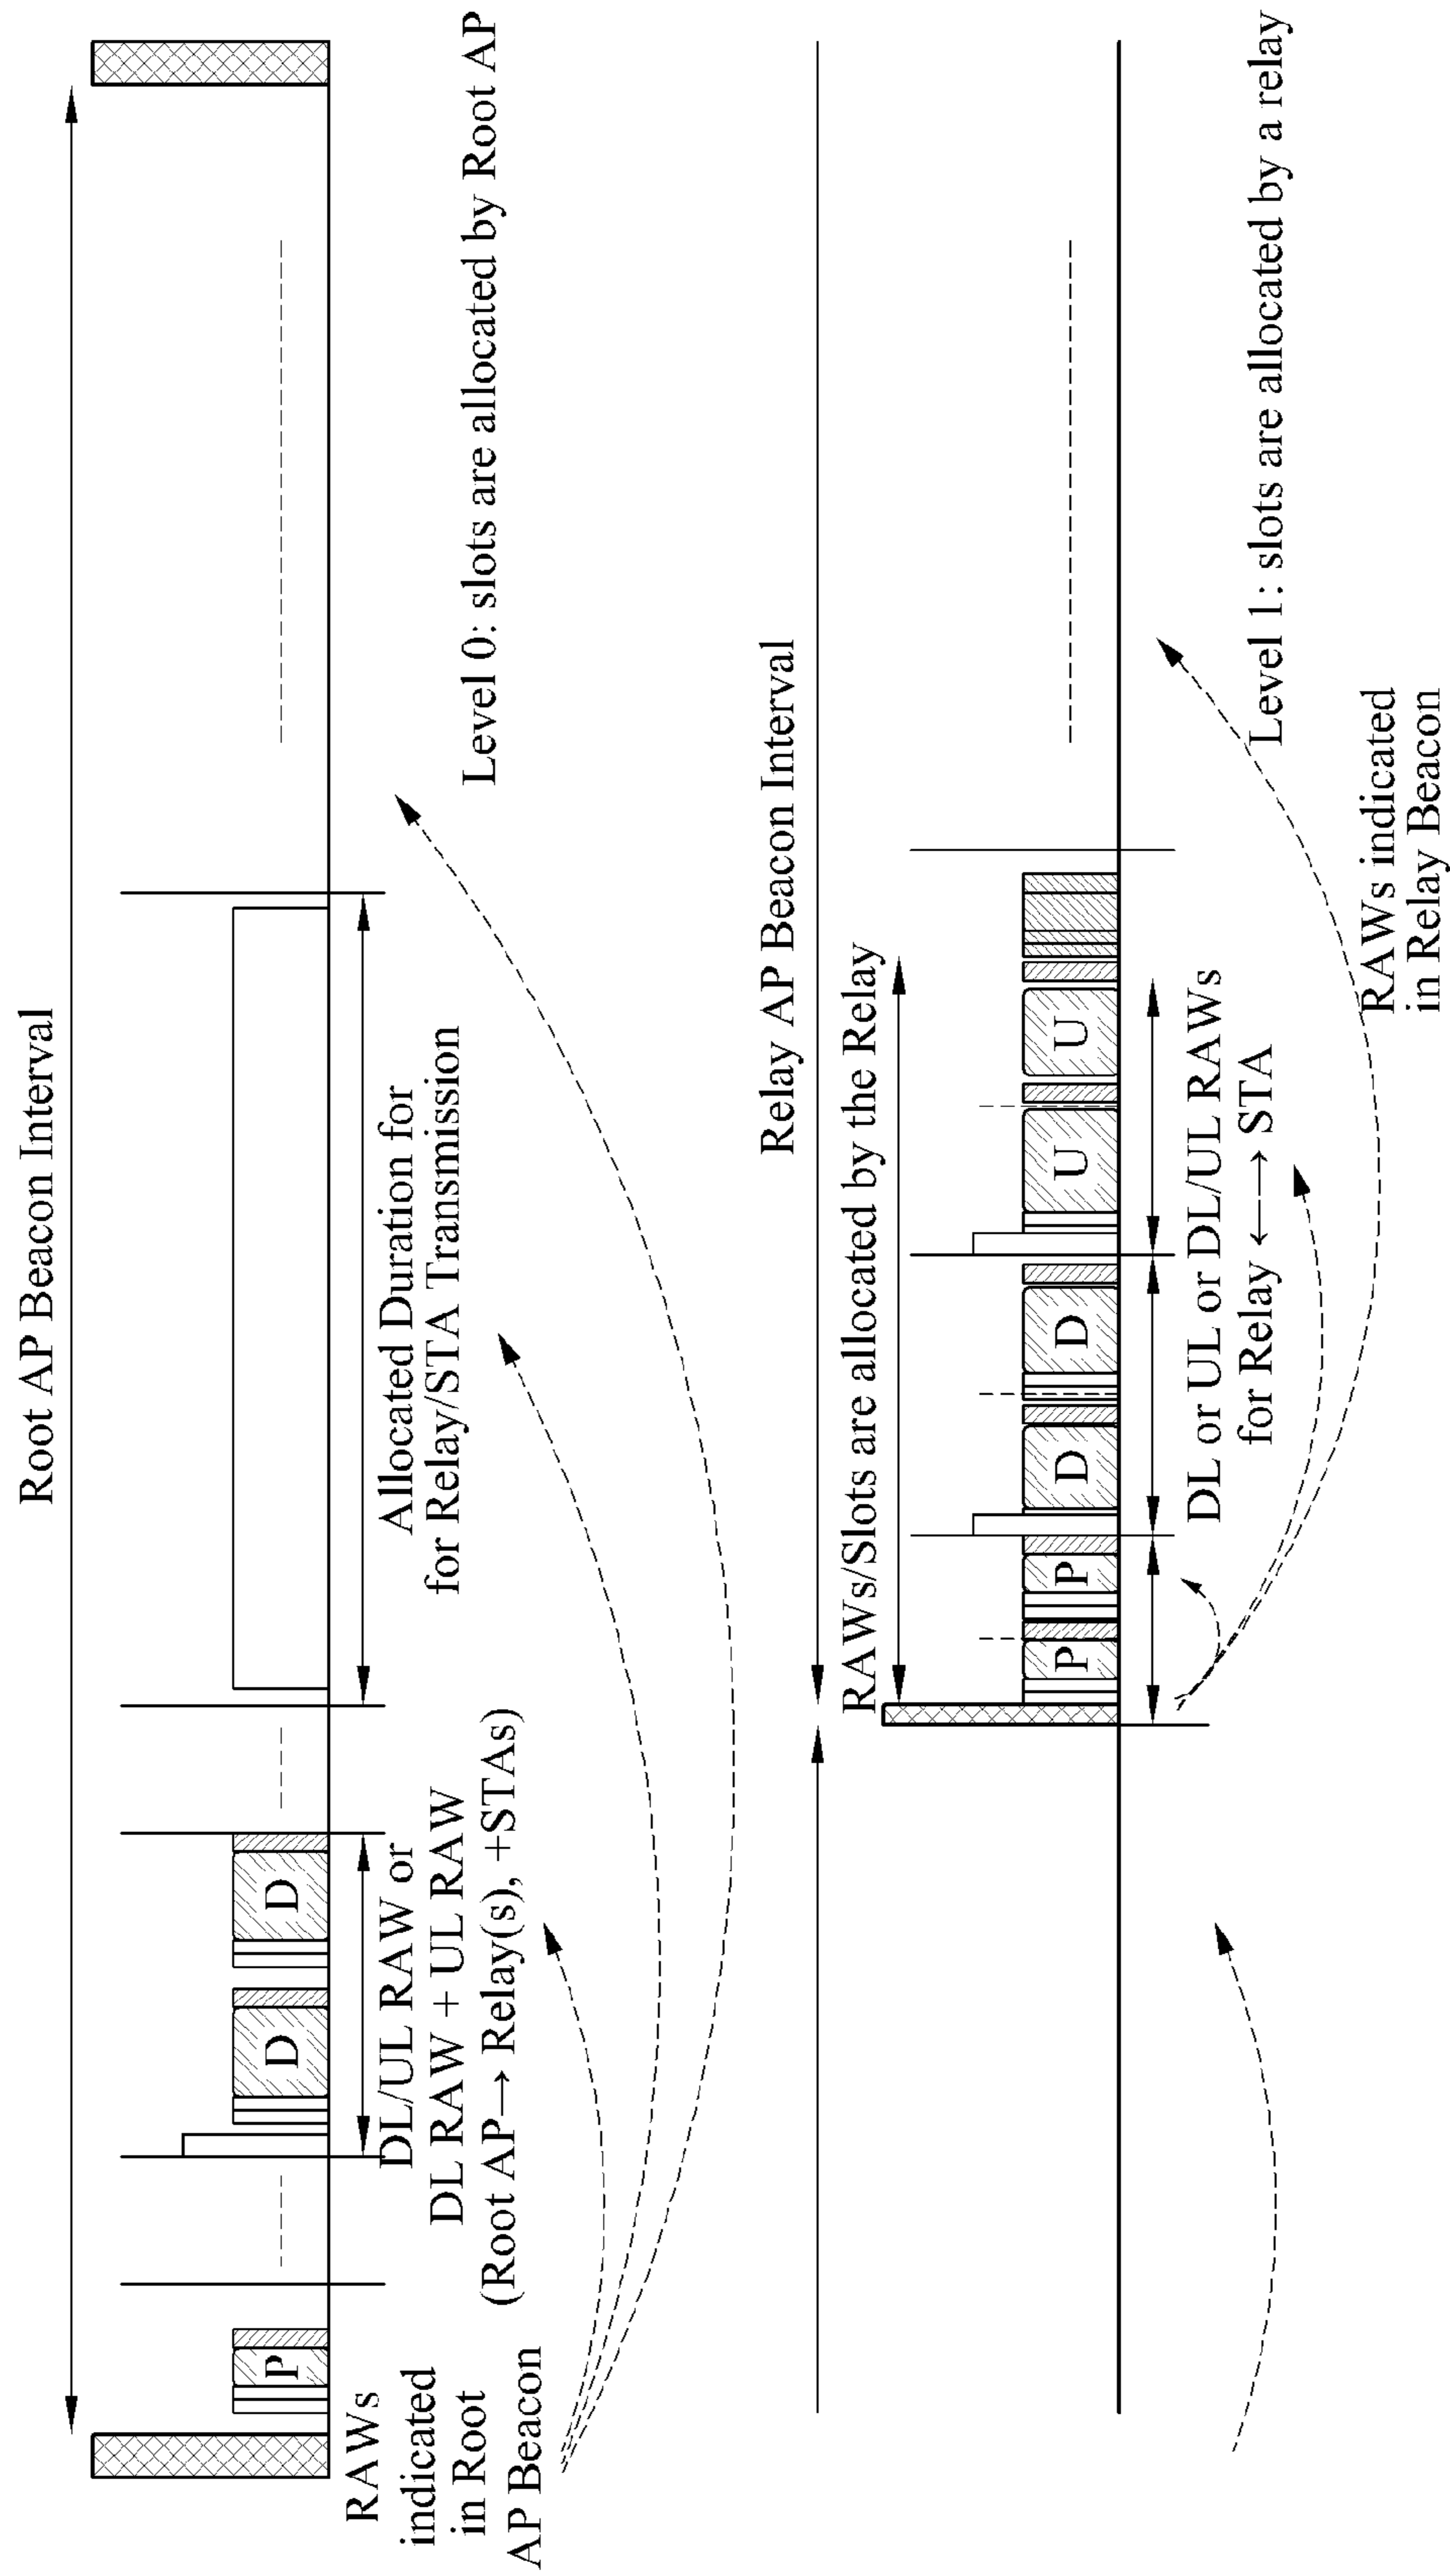 Root AP Beacon Interval
P
D
D
RAWs
indicated
in Root
AP Beacon
DL/UL RAW or
DL RAW + UL RAW
(Root AP→ Relay(s), +STAs)
Allocated Duration for
for Relay/STA Transmission
Level 0: slots are allocated by Root AP
Relay AP Beacon Interval
RAWs/Slots are allocated by the Relay
P
P
D
D
U
U
DL or UL or DL/UL RAWs
for Relay ←→ STA
Level 1: slots are allocated by a relay
RAWs indicated
in Relay Beacon